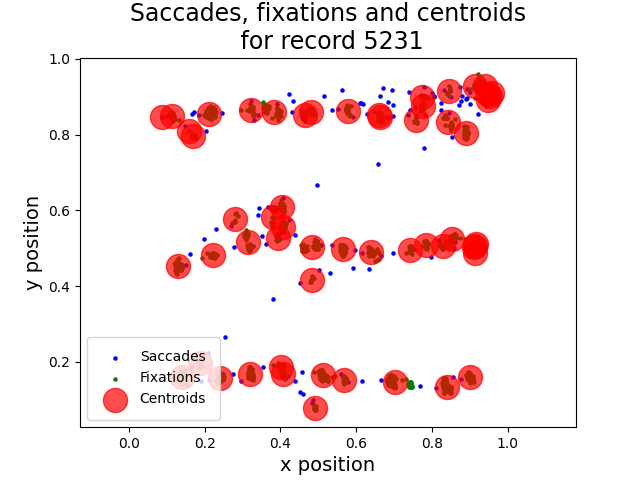 Saccades, fixations and centroids
for record 5231
1.0
0.8
0.6
0.4
0.2
y position
Saccades
Fixations
Centroids
0.0
0.2
0.4
0.6
0.8
1.0
x position